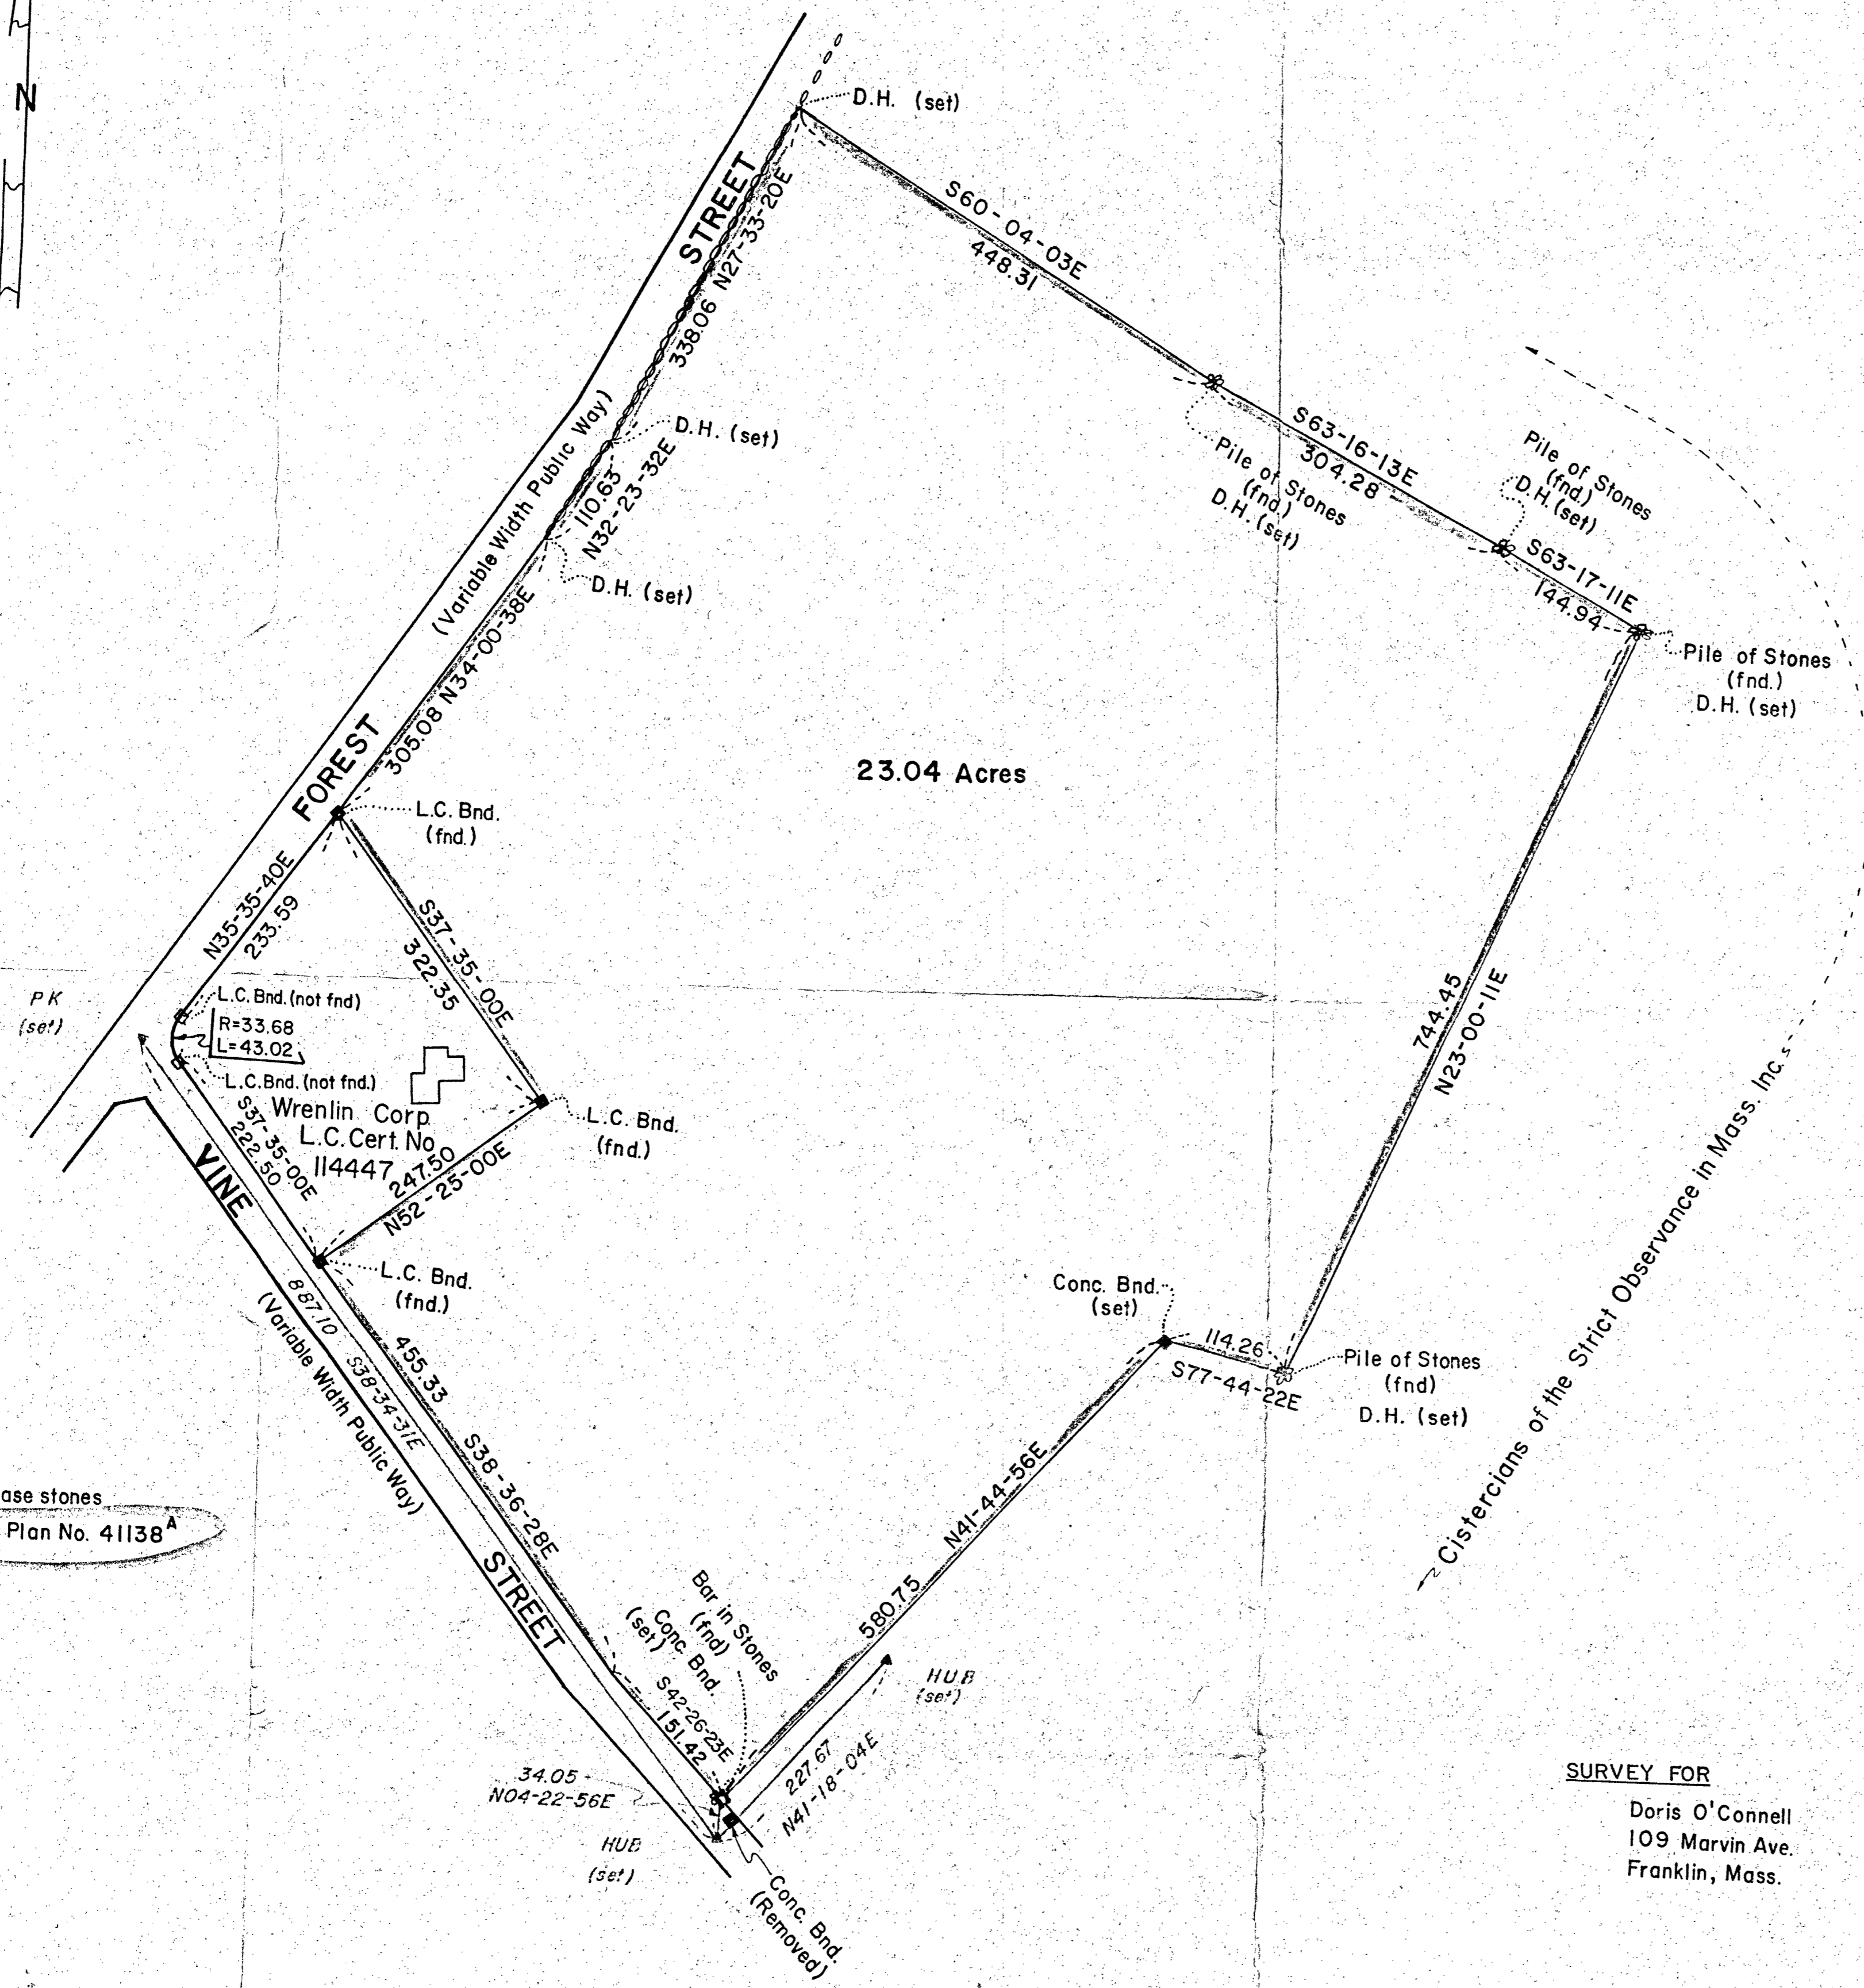 N
D.H. (set)
STREET
338.06 N27-33-20E
S60-04-03E
448.31
(Variable Width Public Way)
D.H. (set)
110.63
N32-23-32E
D.H. (set)
S63-16-13E
304.28
Pile of Stones
(fnd.)
D.H. (set)
Pile of Stones
(fnd.)
D.H. (set)
S63-17-11E
144.94
Pile of Stones
(fnd.)
D.H. (set)
305.08 N34-00-38E
FOREST
23.04 Acres
L.C. Bnd.
(fnd.)
N35-35-40E
233.59
S37-35-00E
322.35
PK
(set)
L.C. Bnd. (not fnd)
R=33.68
L=43.02
L.C. Bnd. (not fnd.)
Wrenlin Corp.
L.C. Cert. No.
114447
S37-35-00E
222.50
247.50
N52-25-00E
L.C. Bnd.
(fnd.)
744.45
N23-00-11E
VINE
L.C. Bnd.
(fnd.)
887.10
S38-34-31E
(Variable Width Public Way)
455.33
S38-36-28E
Conc. Bnd.
(set)
114.26
S77-44-22E
Pile of Stones
(fnd)
D.H. (set)
Cistercians of the Strict Observance in Mass. Inc.
N41-44-56E
580.75
ase stones
Plan No. 41138A
STREET
Bar in Stones
(fnd)
Conc. Bnd.
(set)
S42-26-23E
151.42
HUB
(set)
227.67
N41-18-04E
34.05
N04-22-56E
HUB
(set)
Conc. Bnd.
(Removed)
SURVEY FOR
Doris O'Connell
109 Marvin Ave.
Franklin, Mass.